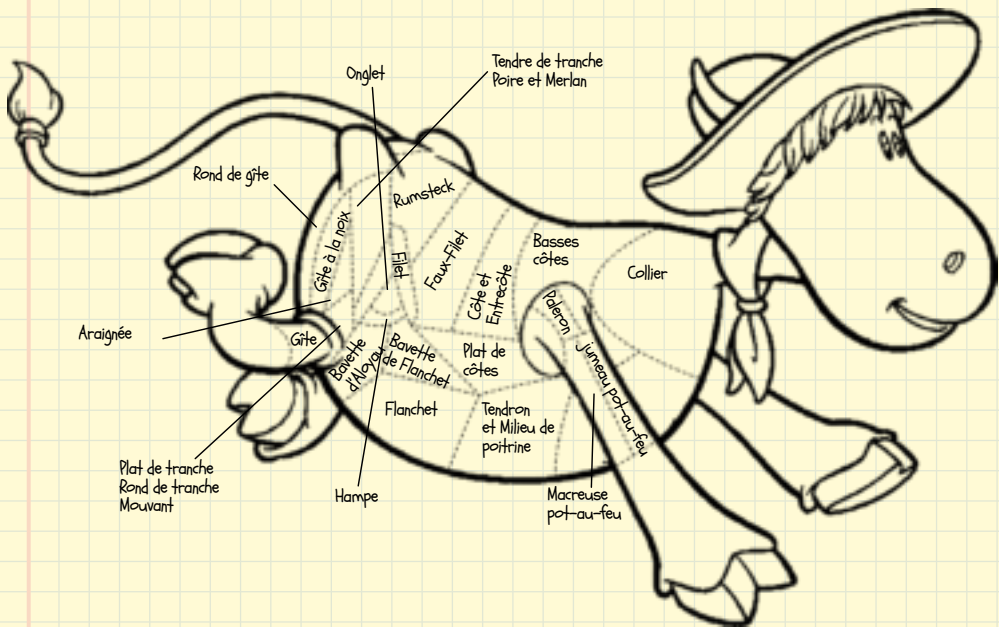 Onglet
Tendre de tranche
Poire et Merlan
Rond de gîte
Rumsteck
Gîte à la noix
Filet
Faux-Filet
Côte et
Entrecôte
Basses
côtes
Collier
Paleron
Araignée
Gîte
Bavette
d'Aloyau
Bavette
de Flanchet
Plat de
côtes
jumeau pot-au-feu
Flanchet
Tendron
et Milieu de
poitrine
Plat de tranche
Rond de tranche
Mouvant
Hampe
Macreuse
pot-au-feu